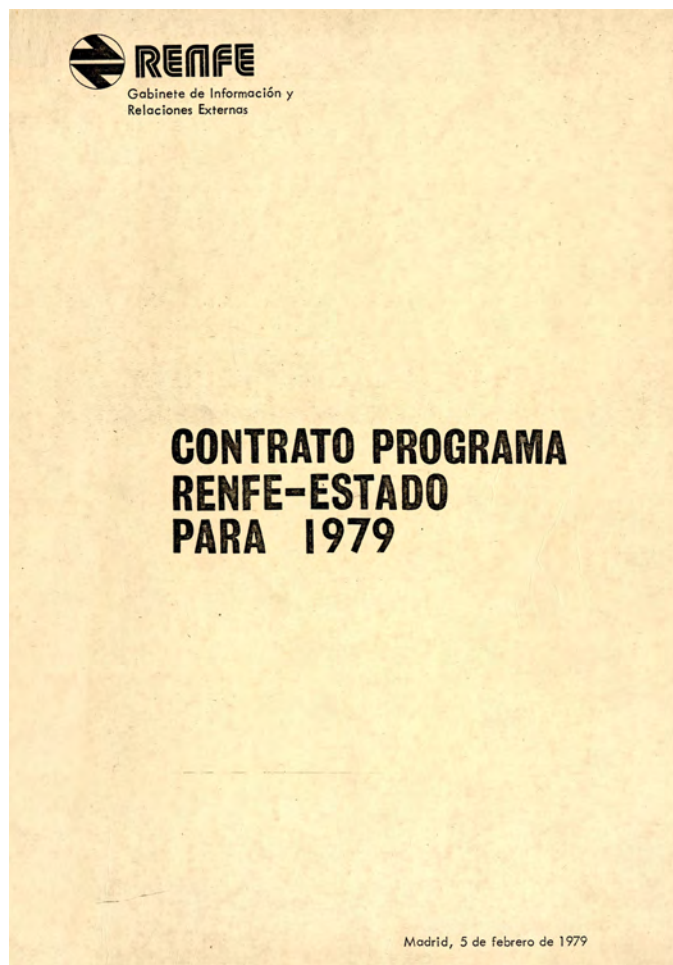 RENFE
Gabinete de Información y
Relaciones Externas
CONTRATO PROGRAMA
RENFE-ESTADO
PARA 1979
Madrid, 5 de febrero de 1979